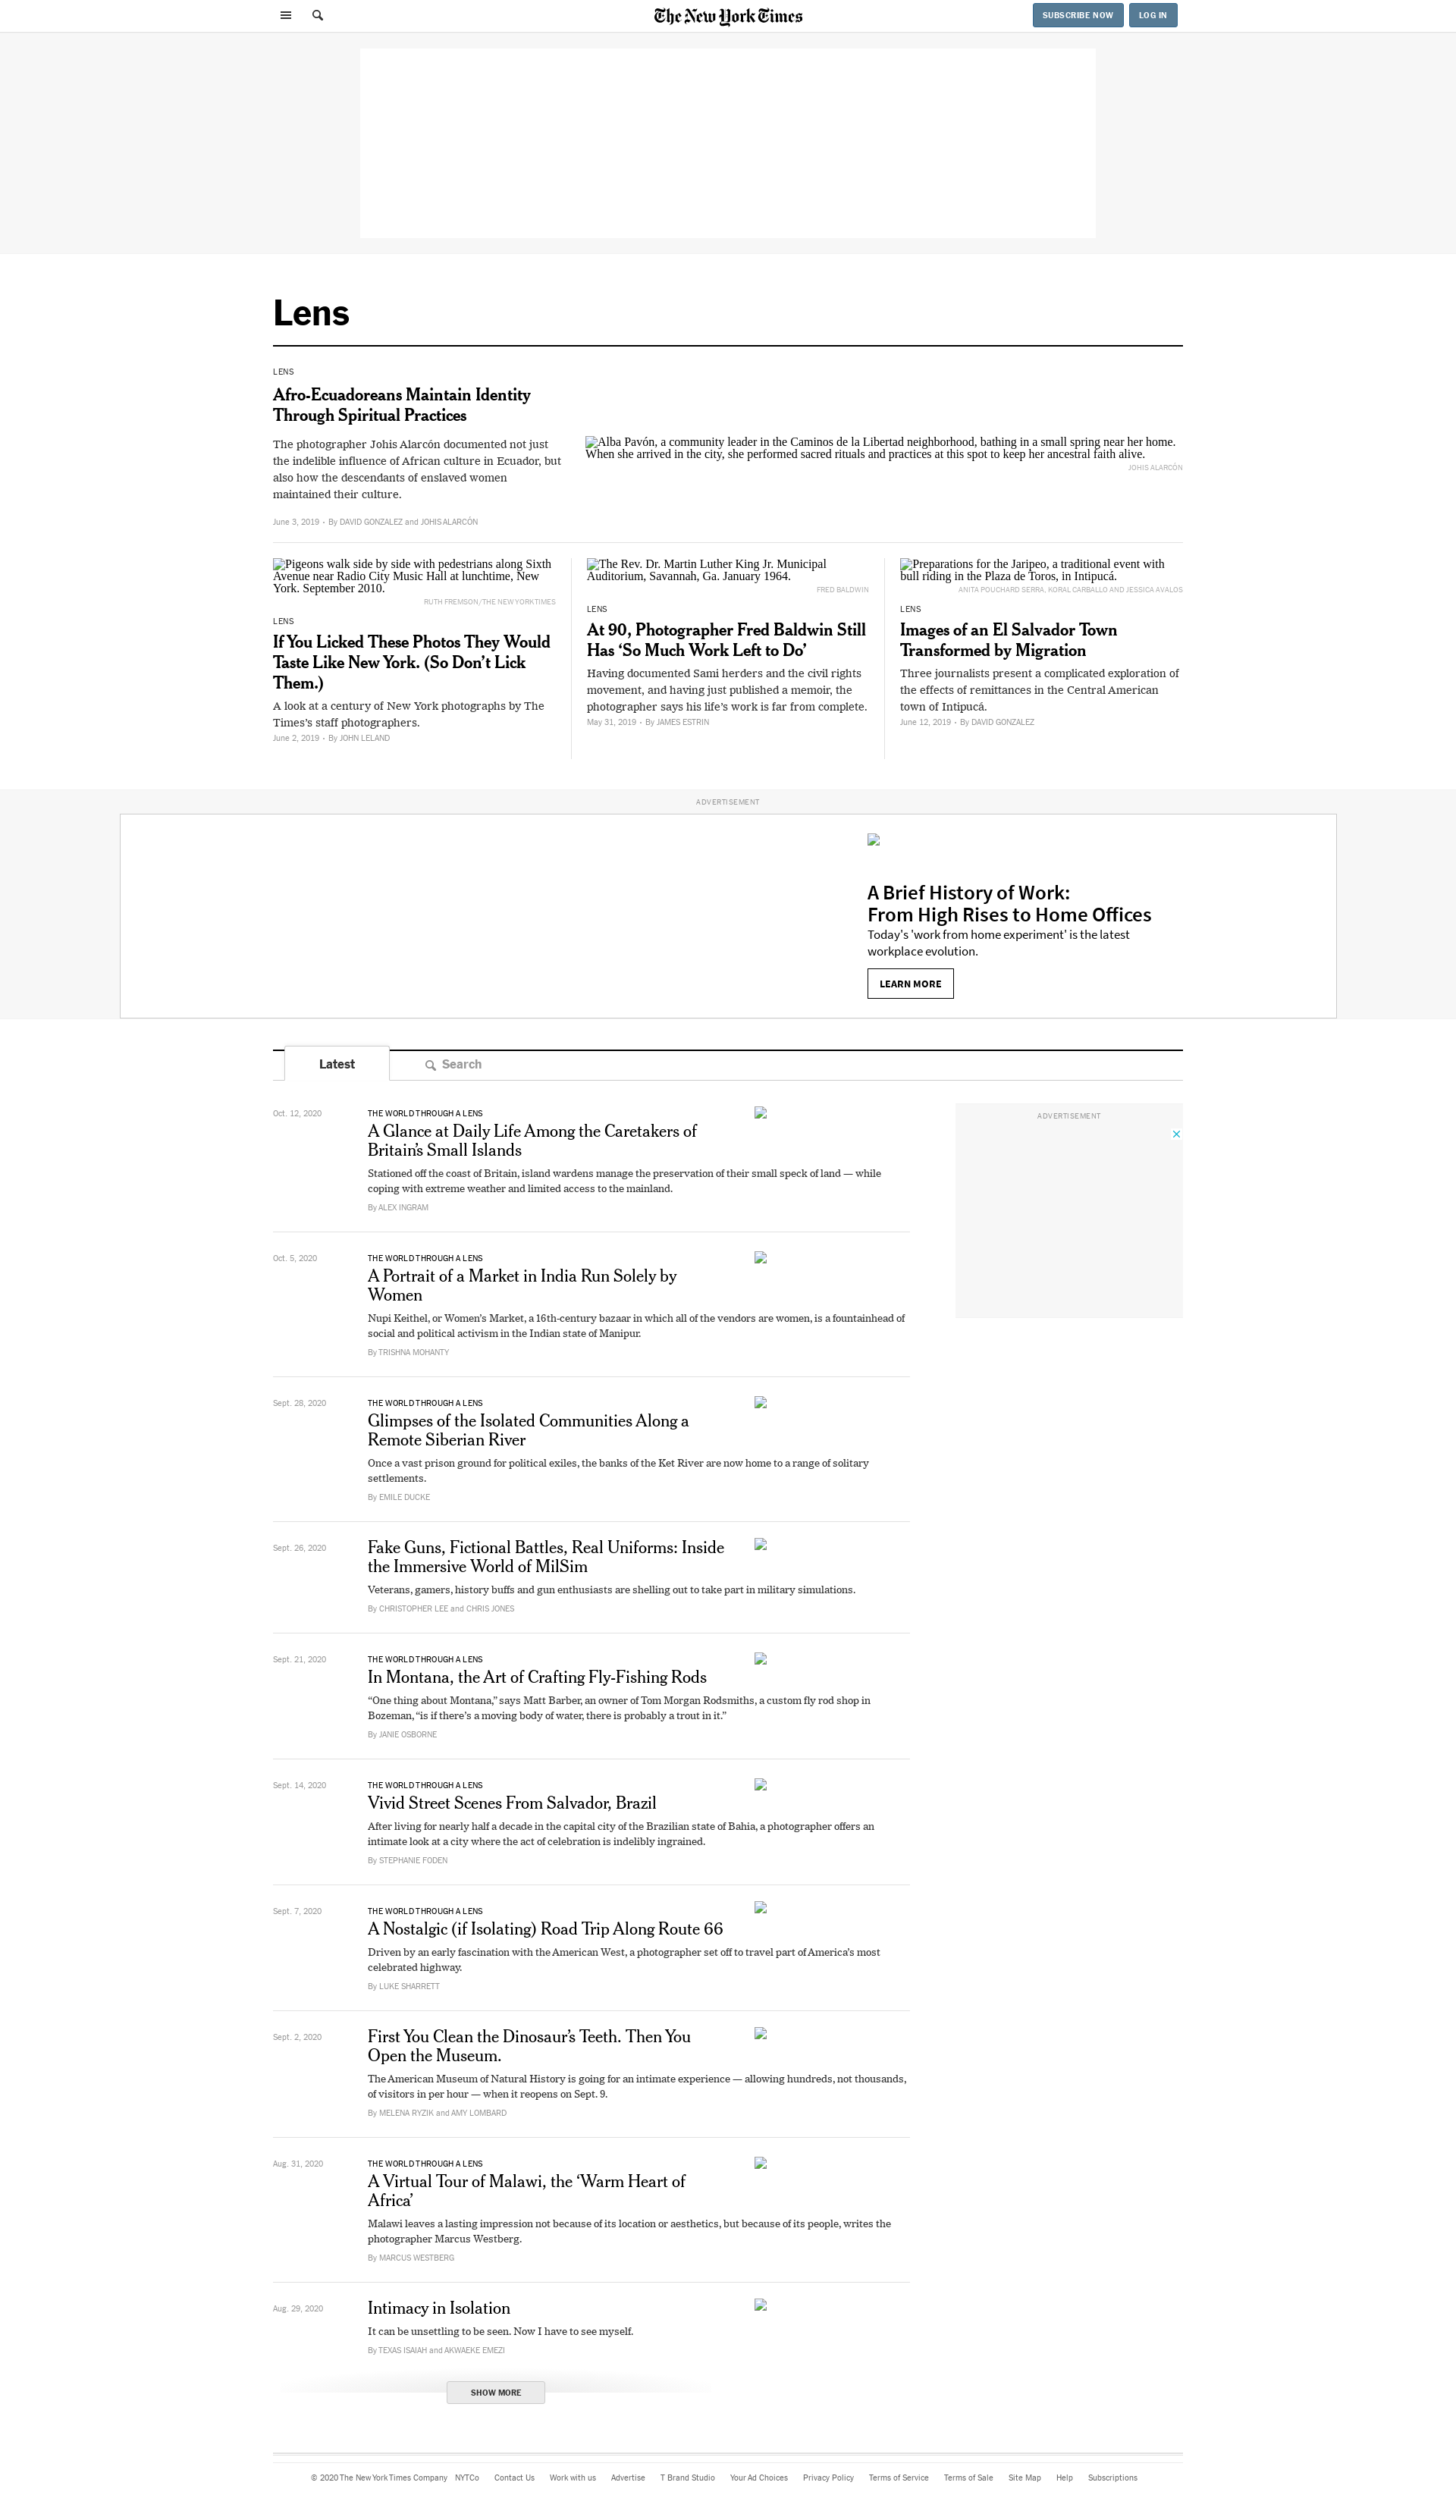 The New York Times
SUBSCRIBE NOW
LOG IN
Lens
LENS
Afro-Ecuadoreans Maintain Identity
Through Spiritual Practices
The photographer Johis Alarcón documented not just
the indelible influence of African culture in Ecuador, but
also how the descendants of enslaved women
maintained their culture.
June 3, 2019 • By DAVID GONZALEZ and JOHIS ALARCÓN
Alba Pavón, a community leader in the Caminos de la Libertad neighborhood, bathing in a small spring near her home.
When she arrived in the city, she performed sacred rituals and practices at this spot to keep her ancestral faith alive.
JOHIS ALARCÓN
Pigeons walk side by side with pedestrians along Sixth
Avenue near Radio City Music Hall at lunchtime, New
York. September 2010.
RUTH FREMSON/THE NEW YORK TIMES
LENS
If You Licked These Photos They Would
Taste Like New York. (So Don’t Lick
Them.)
A look at a century of New York photographs by The
Times’s staff photographers.
June 2, 2019 • By JOHN LELAND
The Rev. Dr. Martin Luther King Jr. Municipal
Auditorium, Savannah, Ga. January 1964.
FRED BALDWIN
LENS
At 90, Photographer Fred Baldwin Still
Has ‘So Much Work Left to Do’
Having documented Sami herders and the civil rights
movement, and having just published a memoir, the
photographer says his life’s work is far from complete.
May 31, 2019 • By JAMES ESTRIN
Preparations for the Jaripeo, a traditional event with
bull riding in the Plaza de Toros, in Intipucá.
ANITA POUCHARD SERRA, KORAL CARBALLO AND JESSICA AVALOS
LENS
Images of an El Salvador Town
Transformed by Migration
Three journalists present a complicated exploration of
the effects of remittances in the Central American
town of Intipucá.
June 12, 2019 • By DAVID GONZALEZ
ADVERTISEMENT
A Brief History of Work:
From High Rises to Home Offices
Today's 'work from home experiment' is the latest
workplace evolution.
LEARN MORE
Latest
Search
ADVERTISEMENT
Oct. 12, 2020
THE WORLD THROUGH A LENS
A Glance at Daily Life Among the Caretakers of
Britain’s Small Islands
Stationed off the coast of Britain, island wardens manage the preservation of their small speck of land — while
coping with extreme weather and limited access to the mainland.
By ALEX INGRAM
Oct. 5, 2020
THE WORLD THROUGH A LENS
A Portrait of a Market in India Run Solely by
Women
Nupi Keithel, or Women's Market, a 16th-century bazaar in which all of the vendors are women, is a fountainhead of
social and political activism in the Indian state of Manipur.
By TRISHNA MOHANTY
Sept. 28, 2020
THE WORLD THROUGH A LENS
Glimpses of the Isolated Communities Along a
Remote Siberian River
Once a vast prison ground for political exiles, the banks of the Ket River are now home to a range of solitary
settlements.
By EMILE DUCKE
Sept. 26, 2020
Fake Guns, Fictional Battles, Real Uniforms: Inside
the Immersive World of MilSim
Veterans, gamers, history buffs and gun enthusiasts are shelling out to take part in military simulations.
By CHRISTOPHER LEE and CHRIS JONES
Sept. 21, 2020
THE WORLD THROUGH A LENS
In Montana, the Art of Crafting Fly-Fishing Rods
“One thing about Montana,” says Matt Barber, an owner of Tom Morgan Rodsmiths, a custom fly rod shop in
Bozeman, “is if there’s a moving body of water, there is probably a trout in it.”
By JANIE OSBORNE
Sept. 14, 2020
THE WORLD THROUGH A LENS
Vivid Street Scenes From Salvador, Brazil
After living for nearly half a decade in the capital city of the Brazilian state of Bahia, a photographer offers an
intimate look at a city where the act of celebration is indelibly ingrained.
By STEPHANIE FODEN
Sept. 7, 2020
THE WORLD THROUGH A LENS
A Nostalgic (if Isolating) Road Trip Along Route 66
Driven by an early fascination with the American West, a photographer set off to travel part of America’s most
celebrated highway.
By LUKE SHARRETT
Sept. 2, 2020
First You Clean the Dinosaur’s Teeth. Then You
Open the Museum.
The American Museum of Natural History is going for an intimate experience — allowing hundreds, not thousands,
of visitors in per hour — when it reopens on Sept. 9.
By MELENA RYZIK and AMY LOMBARD
Aug. 31, 2020
THE WORLD THROUGH A LENS
A Virtual Tour of Malawi, the ‘Warm Heart of
Africa’
Malawi leaves a lasting impression not because of its location or aesthetics, but because of its people, writes the
photographer Marcus Westberg.
By MARCUS WESTBERG
Aug. 29, 2020
Intimacy in Isolation
It can be unsettling to be seen. Now I have to see myself.
By TEXAS ISAIAH and AKWAEKE EMEZI
SHOW MORE
© 2020 The New York Times Company NYTCo Contact Us Work with us Advertise T Brand Studio Your Ad Choices Privacy Policy Terms of Service Terms of Sale Site Map Help Subscriptions